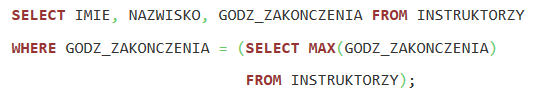 SELECT IMIE, NAZWISKO, GODZ_ZAKONCZENIA FROM INSTRUKTORZY
WHERE GODZ_ZAKONCZENIA = (SELECT MAX(GODZ_ZAKONCZENIA)
FROM INSTRUKTORZY);